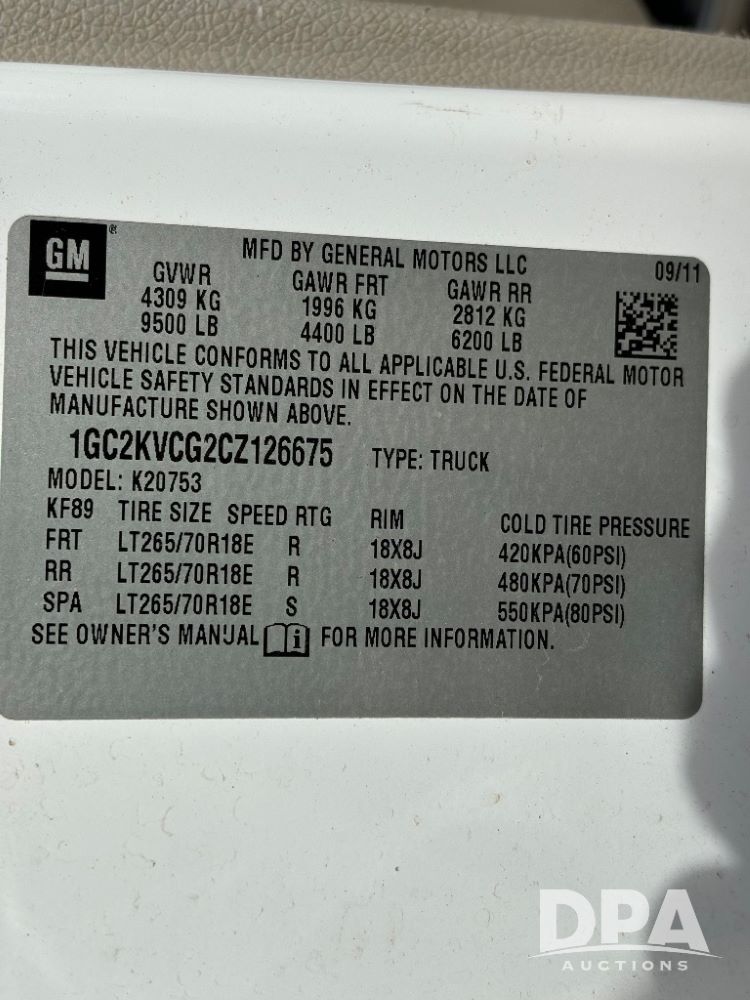 GM ®
MFD BY GENERAL MOTORS LLC 09/11
GVWR GAWR FRT GAWR RR
4309 KG 1996 KG 2812 KG
9500 LB 4400 LB 6200 LB
THIS VEHICLE CONFORMS TO ALL APPLICABLE U.S. FEDERAL MOTOR
VEHICLE SAFETY STANDARDS IN EFFECT ON THE DATE OF
MANUFACTURE SHOWN ABOVE.
1GC2KVCG2CZ126675 TYPE: TRUCK
MODEL: K20753
KF89 TIRE SIZE SPEED RTG RIM COLD TIRE PRESSURE
FRT LT265/70R18E R 18X8J 420KPA(60PSI)
RR LT265/70R18E R 18X8J 480KPA(70PSI)
SPA LT265/70R18E S 18X8J 550KPA(80PSI)
SEE OWNER'S MANUAL i FOR MORE INFORMATION.
DPA
AUCTIONS